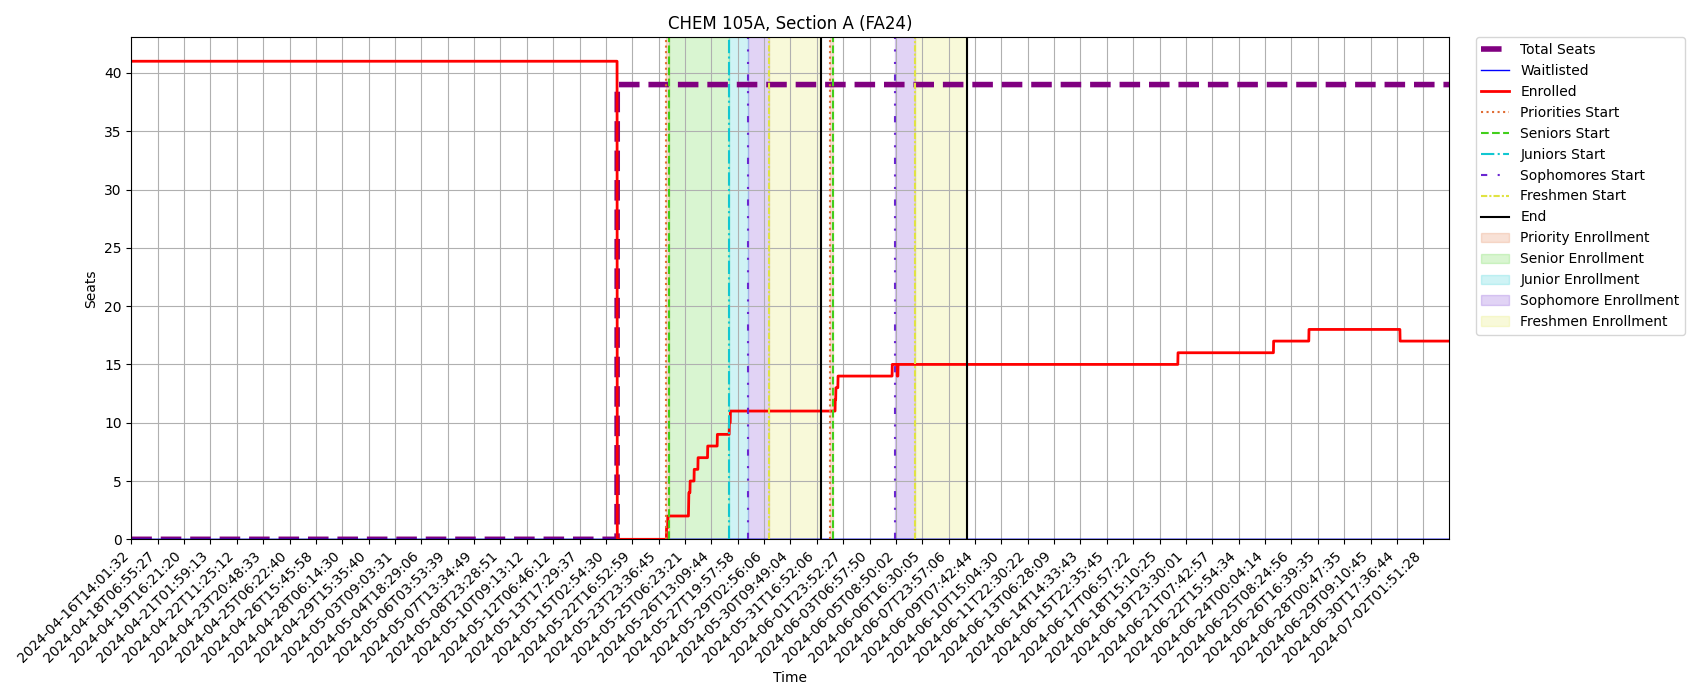 CHEM 105A, Section A (FA24)
Seats
40
35
30
25
20
15
10
5
0
2024-04-16T14:01:32
2024-04-18T06:55:27
2024-04-19T16:21:20
2024-04-21T01:59:13
2024-04-22T11:25:12
2024-04-23T20:48:33
2024-04-25T06:22:40
2024-04-26T15:45:58
2024-04-28T06:14:30
2024-04-29T15:35:40
2024-05-03T09:03:31
2024-05-04T18:29:06
2024-05-06T03:53:39
2024-05-07T13:34:49
2024-05-08T23:28:51
2024-05-10T09:13:12
2024-05-12T06:46:12
2024-05-13T17:29:37
2024-05-15T02:54:30
2024-05-22T16:52:59
2024-05-23T23:36:45
2024-05-25T06:23:21
2024-05-26T13:09:44
2024-05-27T19:57:58
2024-05-29T02:56:06
2024-05-30T09:49:04
2024-05-31T16:52:06
2024-06-01T23:52:27
2024-06-03T06:57:50
2024-06-05T08:50:02
2024-06-06T16:30:05
2024-06-07T23:57:06
2024-06-09T07:42:44
2024-06-10T15:04:30
2024-06-11T22:30:22
2024-06-13T06:28:09
2024-06-14T14:33:43
2024-06-15T22:35:45
2024-06-17T06:57:22
2024-06-18T15:10:25
2024-06-19T23:30:01
2024-06-21T07:42:57
2024-06-22T15:54:34
2024-06-24T00:04:14
2024-06-25T08:24:56
2024-06-26T16:39:35
2024-06-28T00:47:35
2024-06-29T09:10:45
2024-06-30T17:36:44
2024-07-02T01:51:28
Time
Total Seats
Waitlisted
Enrolled
Priorities Start
Seniors Start
Juniors Start
Sophomores Start
Freshmen Start
End
Priority Enrollment
Senior Enrollment
Junior Enrollment
Sophomore Enrollment
Freshmen Enrollment